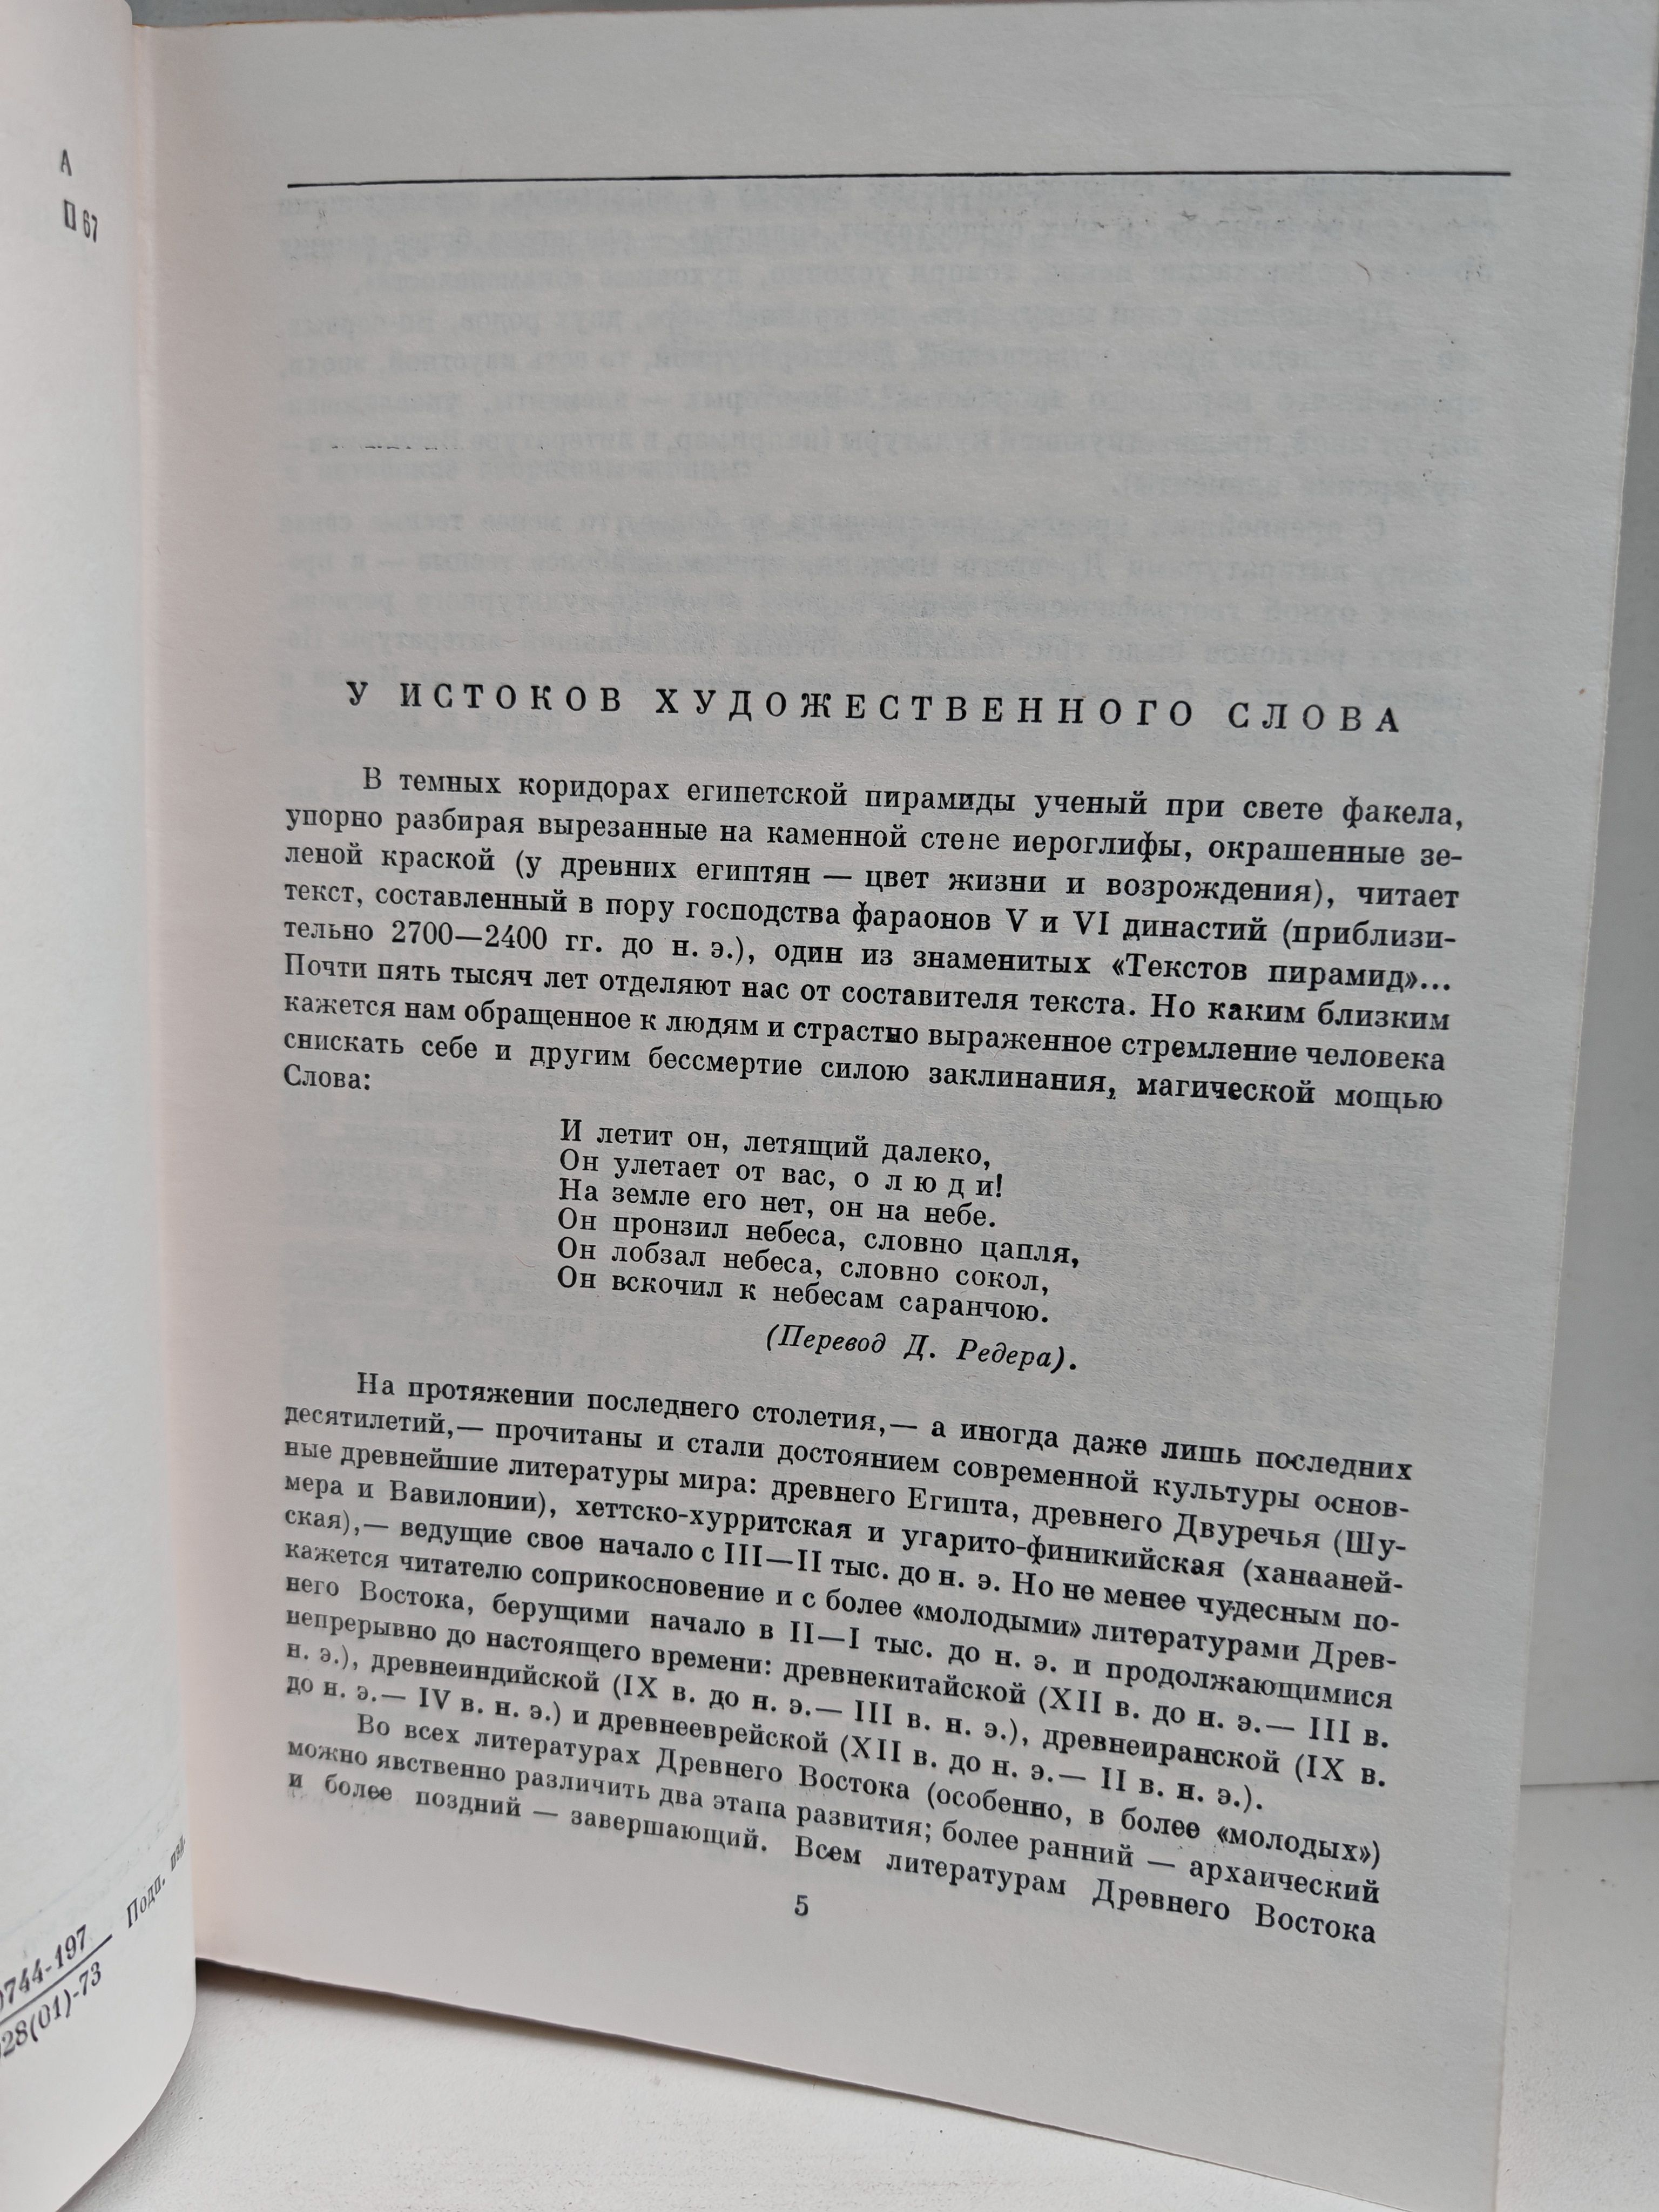 А
П 67
0744-197
028(01)-73
Подп.
У ИСТОКОВ ХУДОЖЕСТВЕННОГО СЛОВА
В темных коридорах египетской пирамиды ученый при свете факела,
упорно разбирая вырезанные на каменной стене иероглифы, окрашенные зе-
леной краской (у древних египтян — цвет жизни и возрождения), читает
текст, составленный в пору господства фараонов V и VI династий (приблизи-
тельно 2700—2400 гг. до н. э.), один из знаменитых «Текстов пирамид»...
Почти пять тысяч лет отделяют нас от составителя текста. Но каким близким
кажется нам обращенное к людям и страстно выраженное стремление человека
снискать себе и другим бессмертие силою заклинания, магической мощью
Слова:
И летит он, летящий далеко,
Он улетает от вас, о л ю д и!
На земле его нет, он на небе.
Он пронзил небеса, словно цапля,
Он лобзал небеса, словно сокол,
Он вскочил к небесам саранчою.
(Перевод Д. Редера).
На протяжении последнего столетия,— а иногда даже лишь последних
десятилетий,— прочитаны и стали достоянием современной культуры основ-
ные древнейшие литературы мира: древнего Египта, древнего Двуречья (Шу-
мера и Вавилонии), хеттско-хурритская и угарито-финикийская (ханааней-
ская),— ведущие свое начало с III—II тыс. до н. э. Но не менее чудесным по-
кажется читателю соприкосновение и с более «молодыми» литературами Древ-
него Востока, берущими начало в II—I тыс. до н. э. и продолжающимися
непрерывно до настоящего времени: древнекитайской (XII в. до н. э.— III в.
н. э.), древнеиндийской (IX в. до н. э.— III в. н. э.), древнеиранской (IX в.
до н. э.— IV в. н. э.) и древнееврейской (XII в. до н. э.— II в. н. э.).
Во всех литературах Древнего Востока (особенно, в более «молодых»)
можно явственно различить два этапа развития; более ранний — архаический
и более поздний — завершающий. Всем литературам Древнего Востока
5